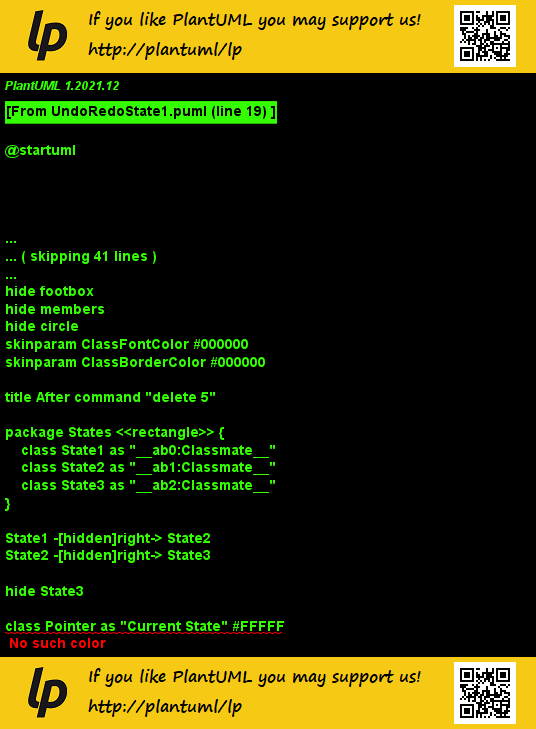 lp
If you like PlantUML you may support us!
http://plantuml/lp
PlantUML 1.2021.12
[From UndoRedoState1.puml (line 19) ]
@startuml
...
... ( skipping 41 lines )
...
hide footbox
hide members
hide circle
skinparam ClassFontColor #000000
skinparam ClassBorderColor #000000
title After command "delete 5"
package States <<rectangle>> {
class State1 as "__ab0:Classmate__"
class State2 as "__ab1:Classmate__"
class State3 as "__ab2:Classmate__"
}
State1 -[hidden]right-> State2
State2 -[hidden]right-> State3
hide State3
class Pointer as "Current State" #FFFFF
No such color
lp
If you like PlantUML you may support us!
http://plantuml/lp